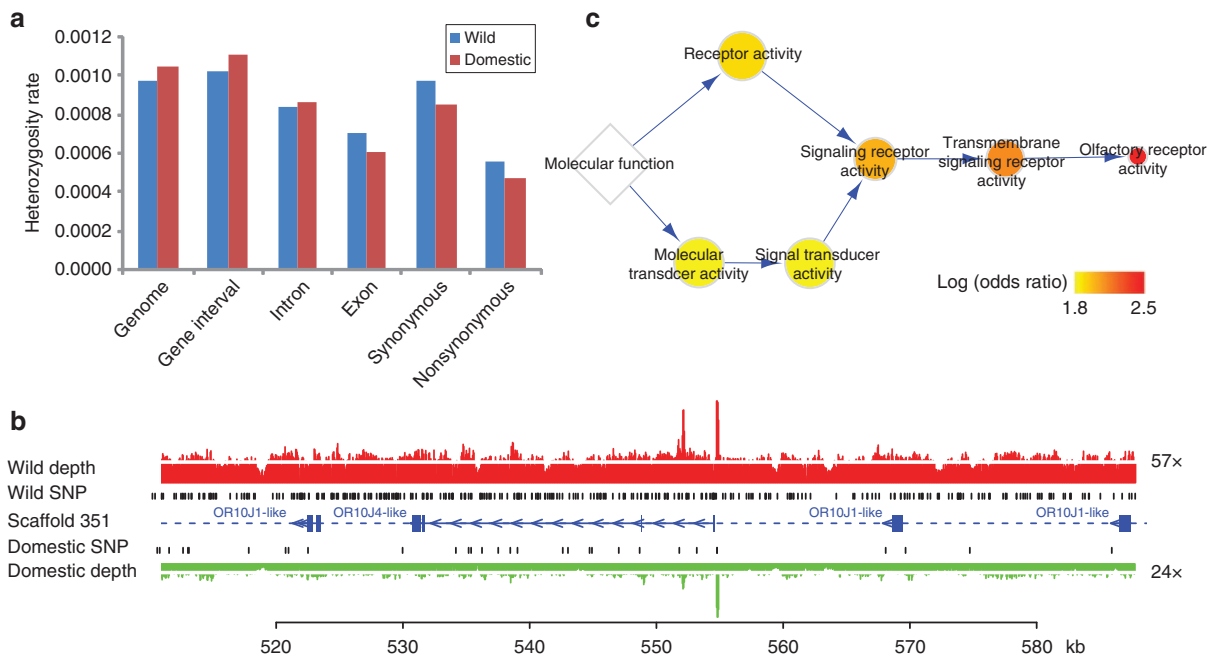 a
0.0012
0.0010
0.0008
0.0006
0.0004
0.0002
0.0000
Heterozygosity rate
Wild
Domestic
Genome
Gene interval
Intron
Exon
Synonymous
Nonsynonymous
c
Receptor activity
Molecular function
Signaling receptor
activity
Transmembrane
signaling receptor
activity
Olfactory receptor
activity
Molecular
transdcer activity
Signal transducer
activity
Log (odds ratio)
1.8
2.5
b
Wild depth
57×
Wild SNP
OR10J1-like
OR10J4-like
OR10J1-like
OR10J1-like
Scaffold 351
Domestic SNP
Domestic depth
24×
520
530
540
550
560
570
580
kb